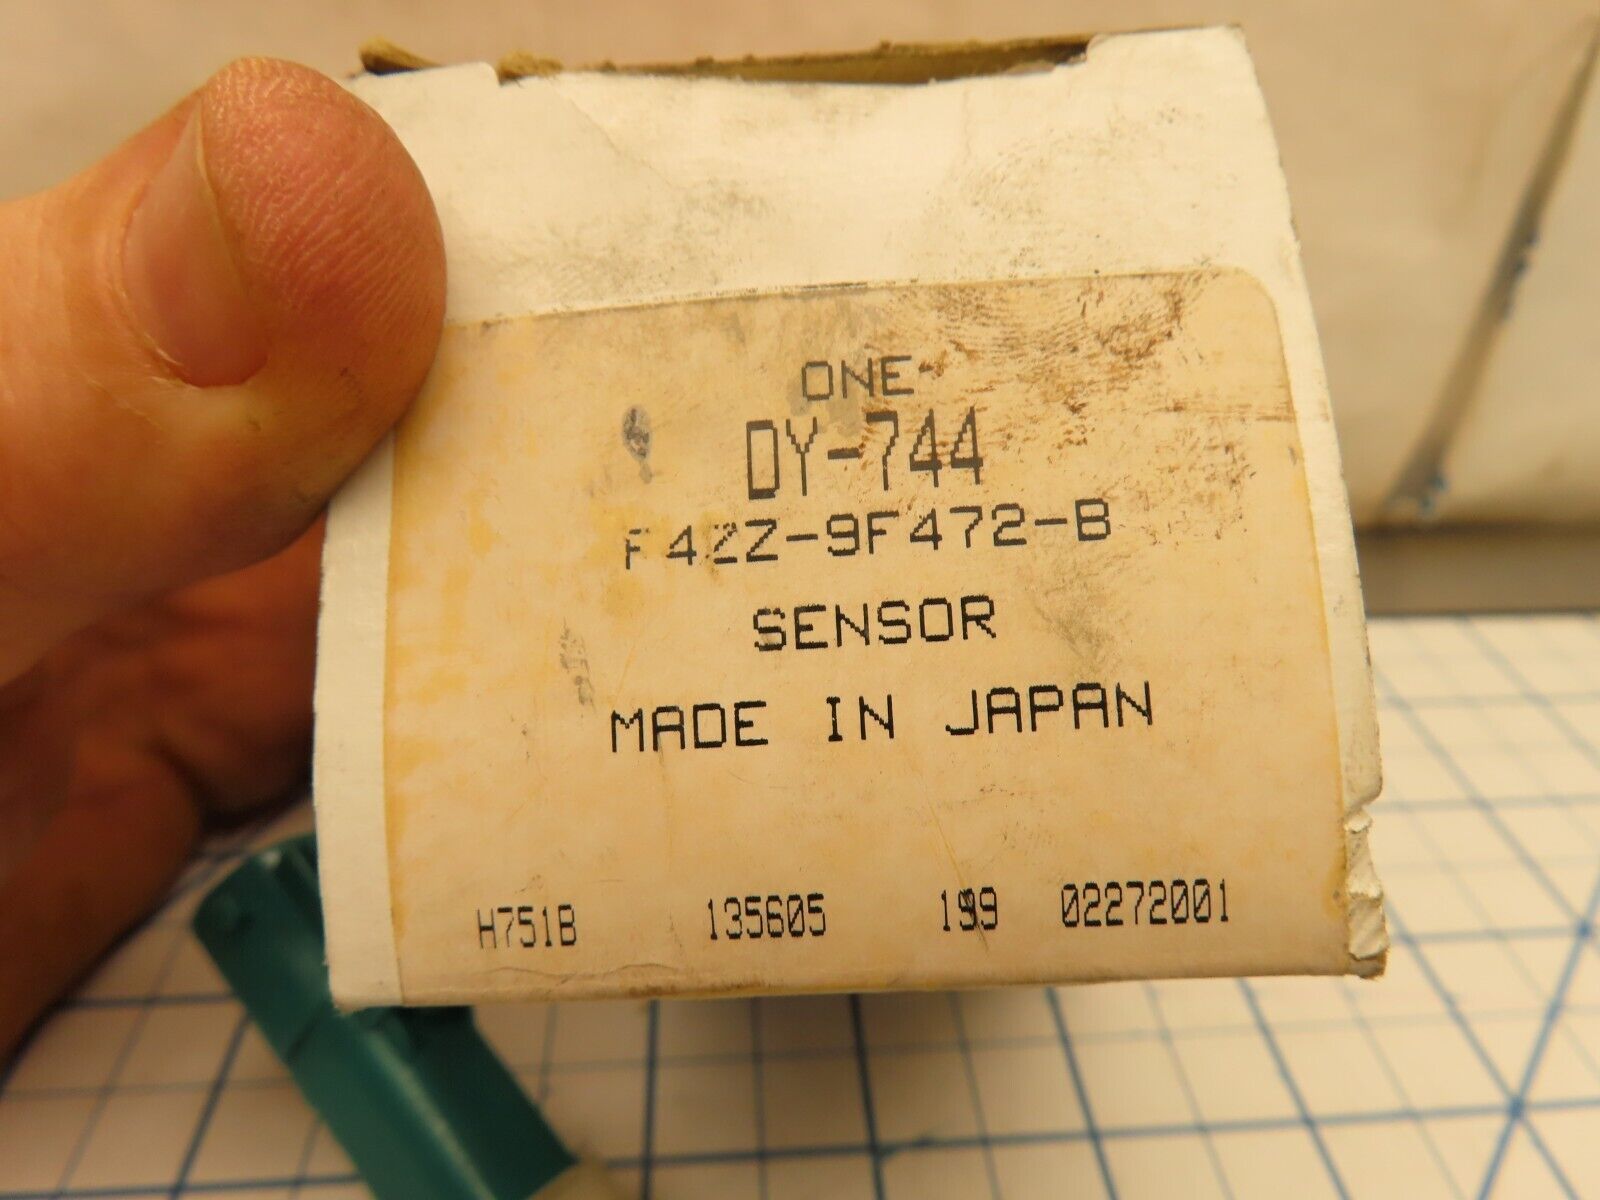 ONE
DY-744
F4ZZ-9F472-B
SENSOR
MADE IN JAPAN
H751B 135605 199 02272001